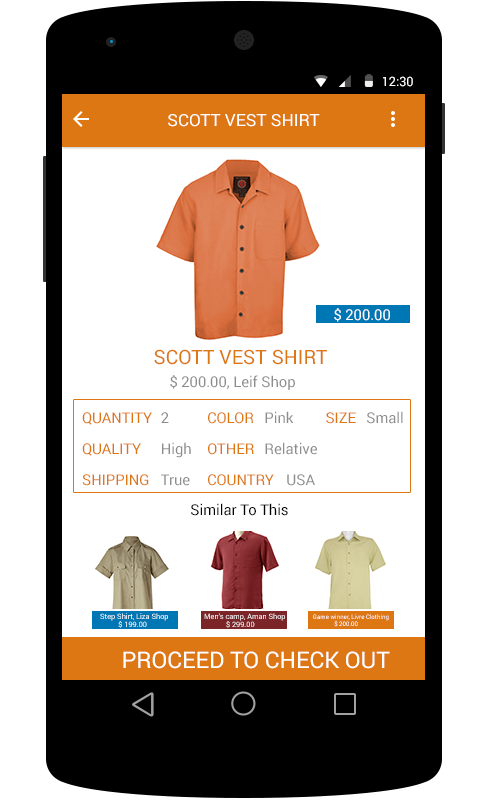 12:30
SCOTT VEST SHIRT
$ 200.00
SCOTT VEST SHIRT
$ 200.00, Leif Shop
QUANTITY 2 COLOR Pink SIZE Small
QUALITY High OTHER Relative
SHIPPING True COUNTRY USA
Similar To This
Step Shirt, Liza Shop
$ 199.00
Men's camp, Aman Shop
$ 299.00
Game winner, Livre Clothing
$ 200.00
PROCEED TO CHECK OUT